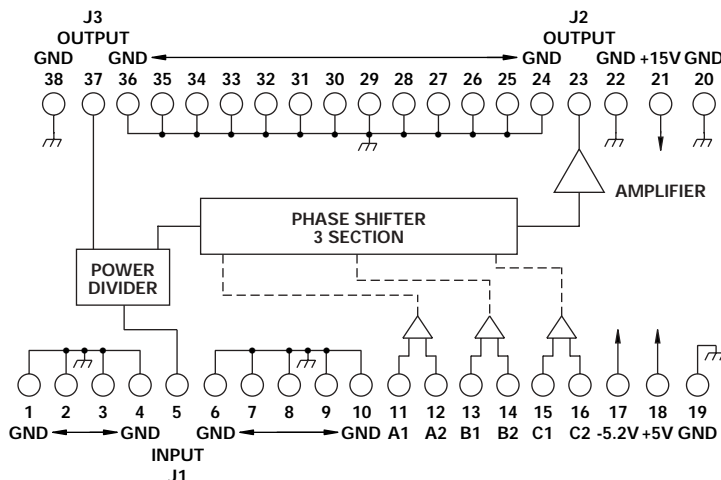 J3 J2
OUTPUT OUTPUT
GND GND GND GND +15V GND
38 37 36 35 34 33 32 31 30 29 28 27 26 25 24 23 22 21 20
AMPLIFIER
PHASE SHIFTER
3 SECTION
POWER
DIVIDER
1 2 3 4 5 6 7 8 9 10 11 12 13 14 15 16 17 18 19
GND GND GND GND A1 A2 B1 B2 C1 C2 -5.2V +5V GND
INPUT
J1